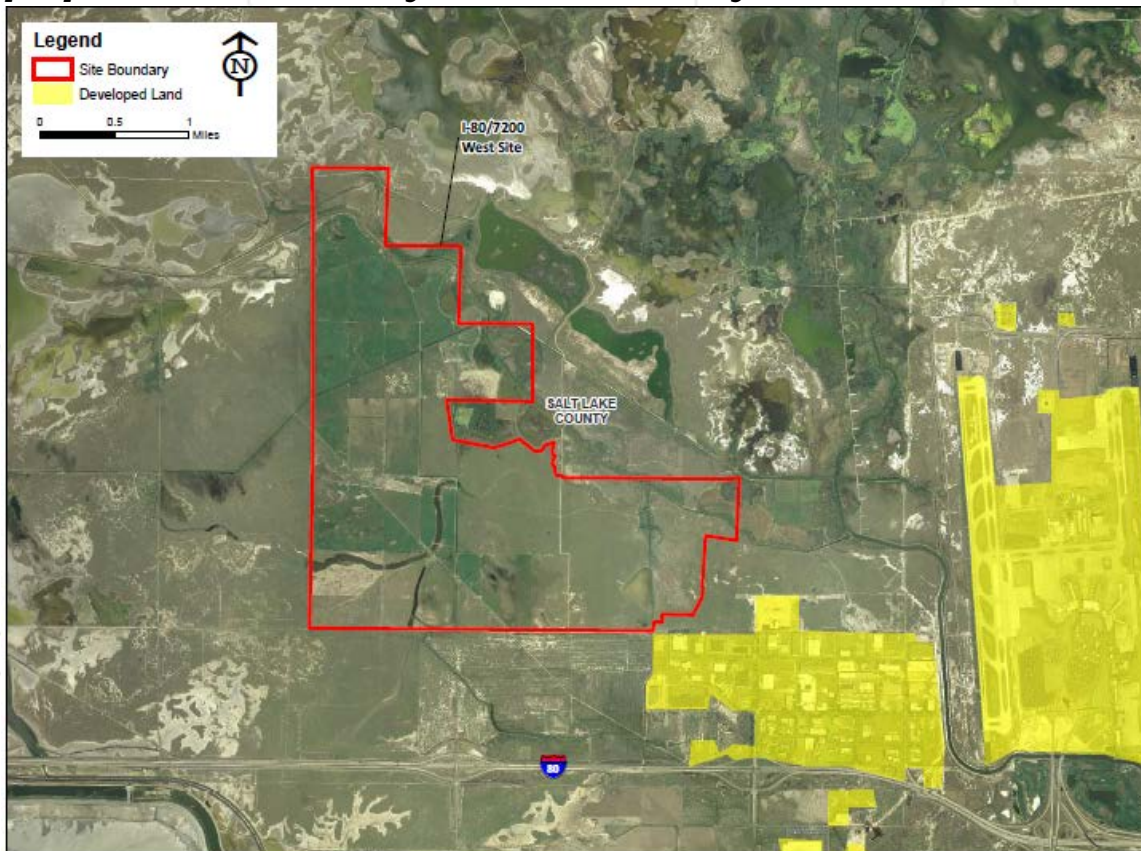 Legend
N
Site Boundary
Developed Land
0 0.5 1
Miles
I-80/7200
West Site
SALT LAKE
COUNTY
80